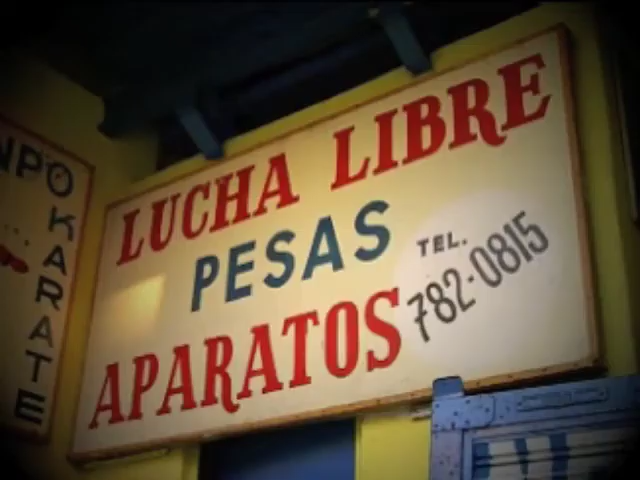 LUCHA LIBRE
PESAS
TEL.
782-0815
APARATOS
KARATE